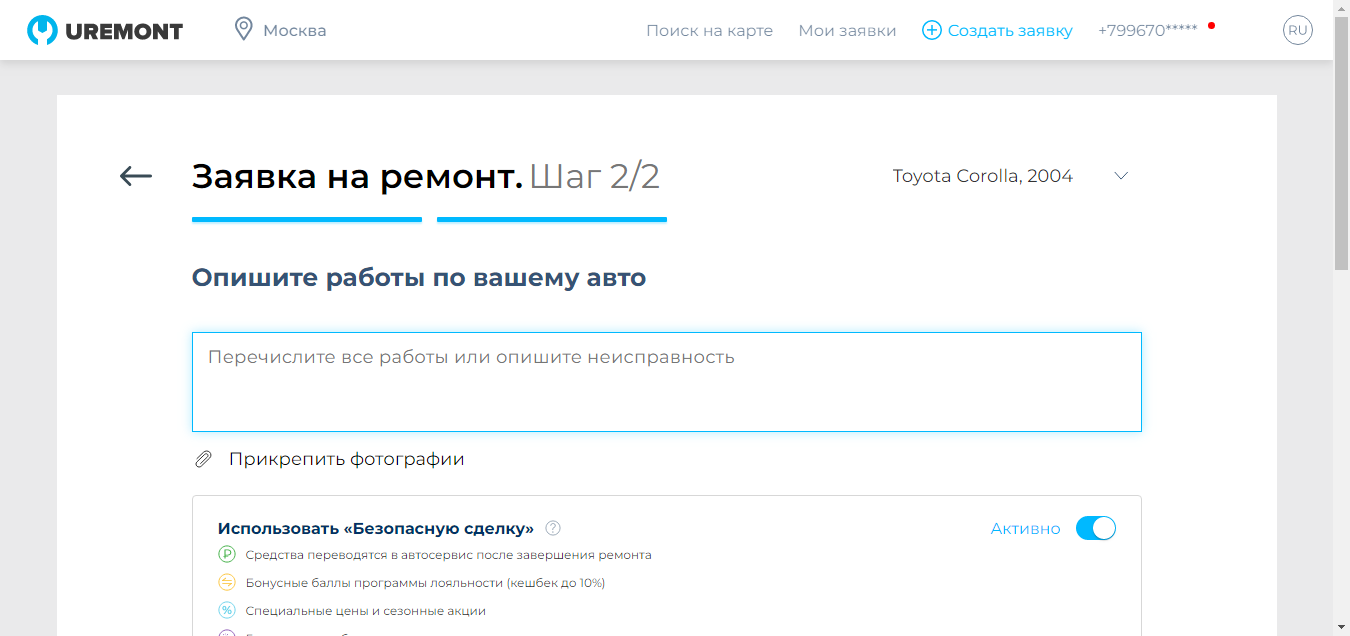 UREMONT
Москва
Поиск на карте
Мои заявки
Создать заявку
+799670*****
RU
Заявка на ремонт. Шаг 2/2
Toyota Corolla, 2004
Опишите работы по вашему авто
Перечислите все работы или опишите неисправность
Прикрепить фотографии
Использовать «Безопасную сделку» ?
Активно
₽ Средства переводятся в автосервис после завершения ремонта
Бонусные баллы программы лояльности (кешбек до 10%)
% Специальные цены и сезонные акции